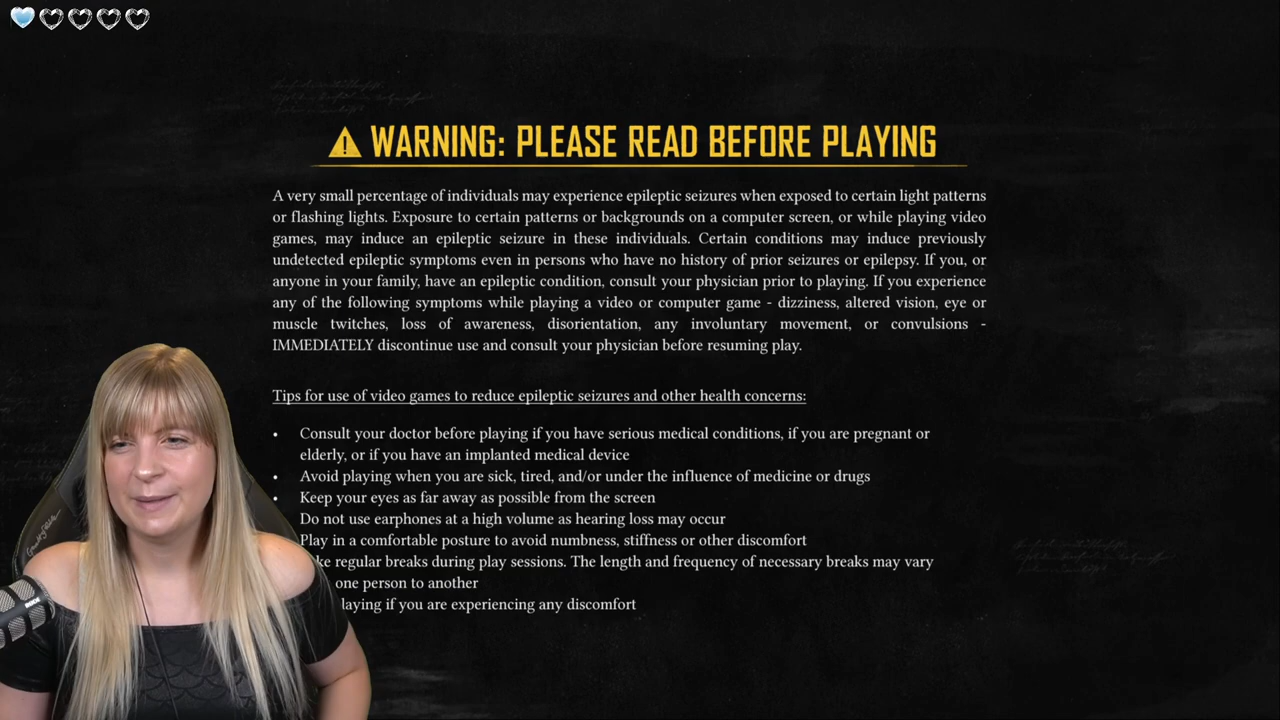 WARNING: PLEASE READ BEFORE PLAYING
A very small percentage of individuals may experience epileptic seizures when exposed to certain light patterns
or flashing lights. Exposure to certain patterns or backgrounds on a computer screen, or while playing video
games, may induce an epileptic seizure in these individuals. Certain conditions may induce previously
undetected epileptic symptoms even in persons who have no history of prior seizures or epilepsy. If you, or
anyone in your family, have an epileptic condition, consult your physician prior to playing. If you experience
any of the following symptoms while playing a video or computer game - dizziness, altered vision, eye or
muscle twitches, loss of awareness, disorientation, any involuntary movement, or convulsions -
IMMEDIATELY discontinue use and consult your physician before resuming play.
Tips for use of video games to reduce epileptic seizures and other health concerns:
• Consult your doctor before playing if you have serious medical conditions, if you are pregnant or
elderly, or if you have an implanted medical device
• Avoid playing when you are sick, tired, and/or under the influence of medicine or drugs
• Keep your eyes as far away as possible from the screen
Do not use earphones at a high volume as hearing loss may occur
Play in a comfortable posture to avoid numbness, stiffness or other discomfort
regular breaks during play sessions. The length and frequency of necessary breaks may vary
one person to another
if you are experiencing any discomfort